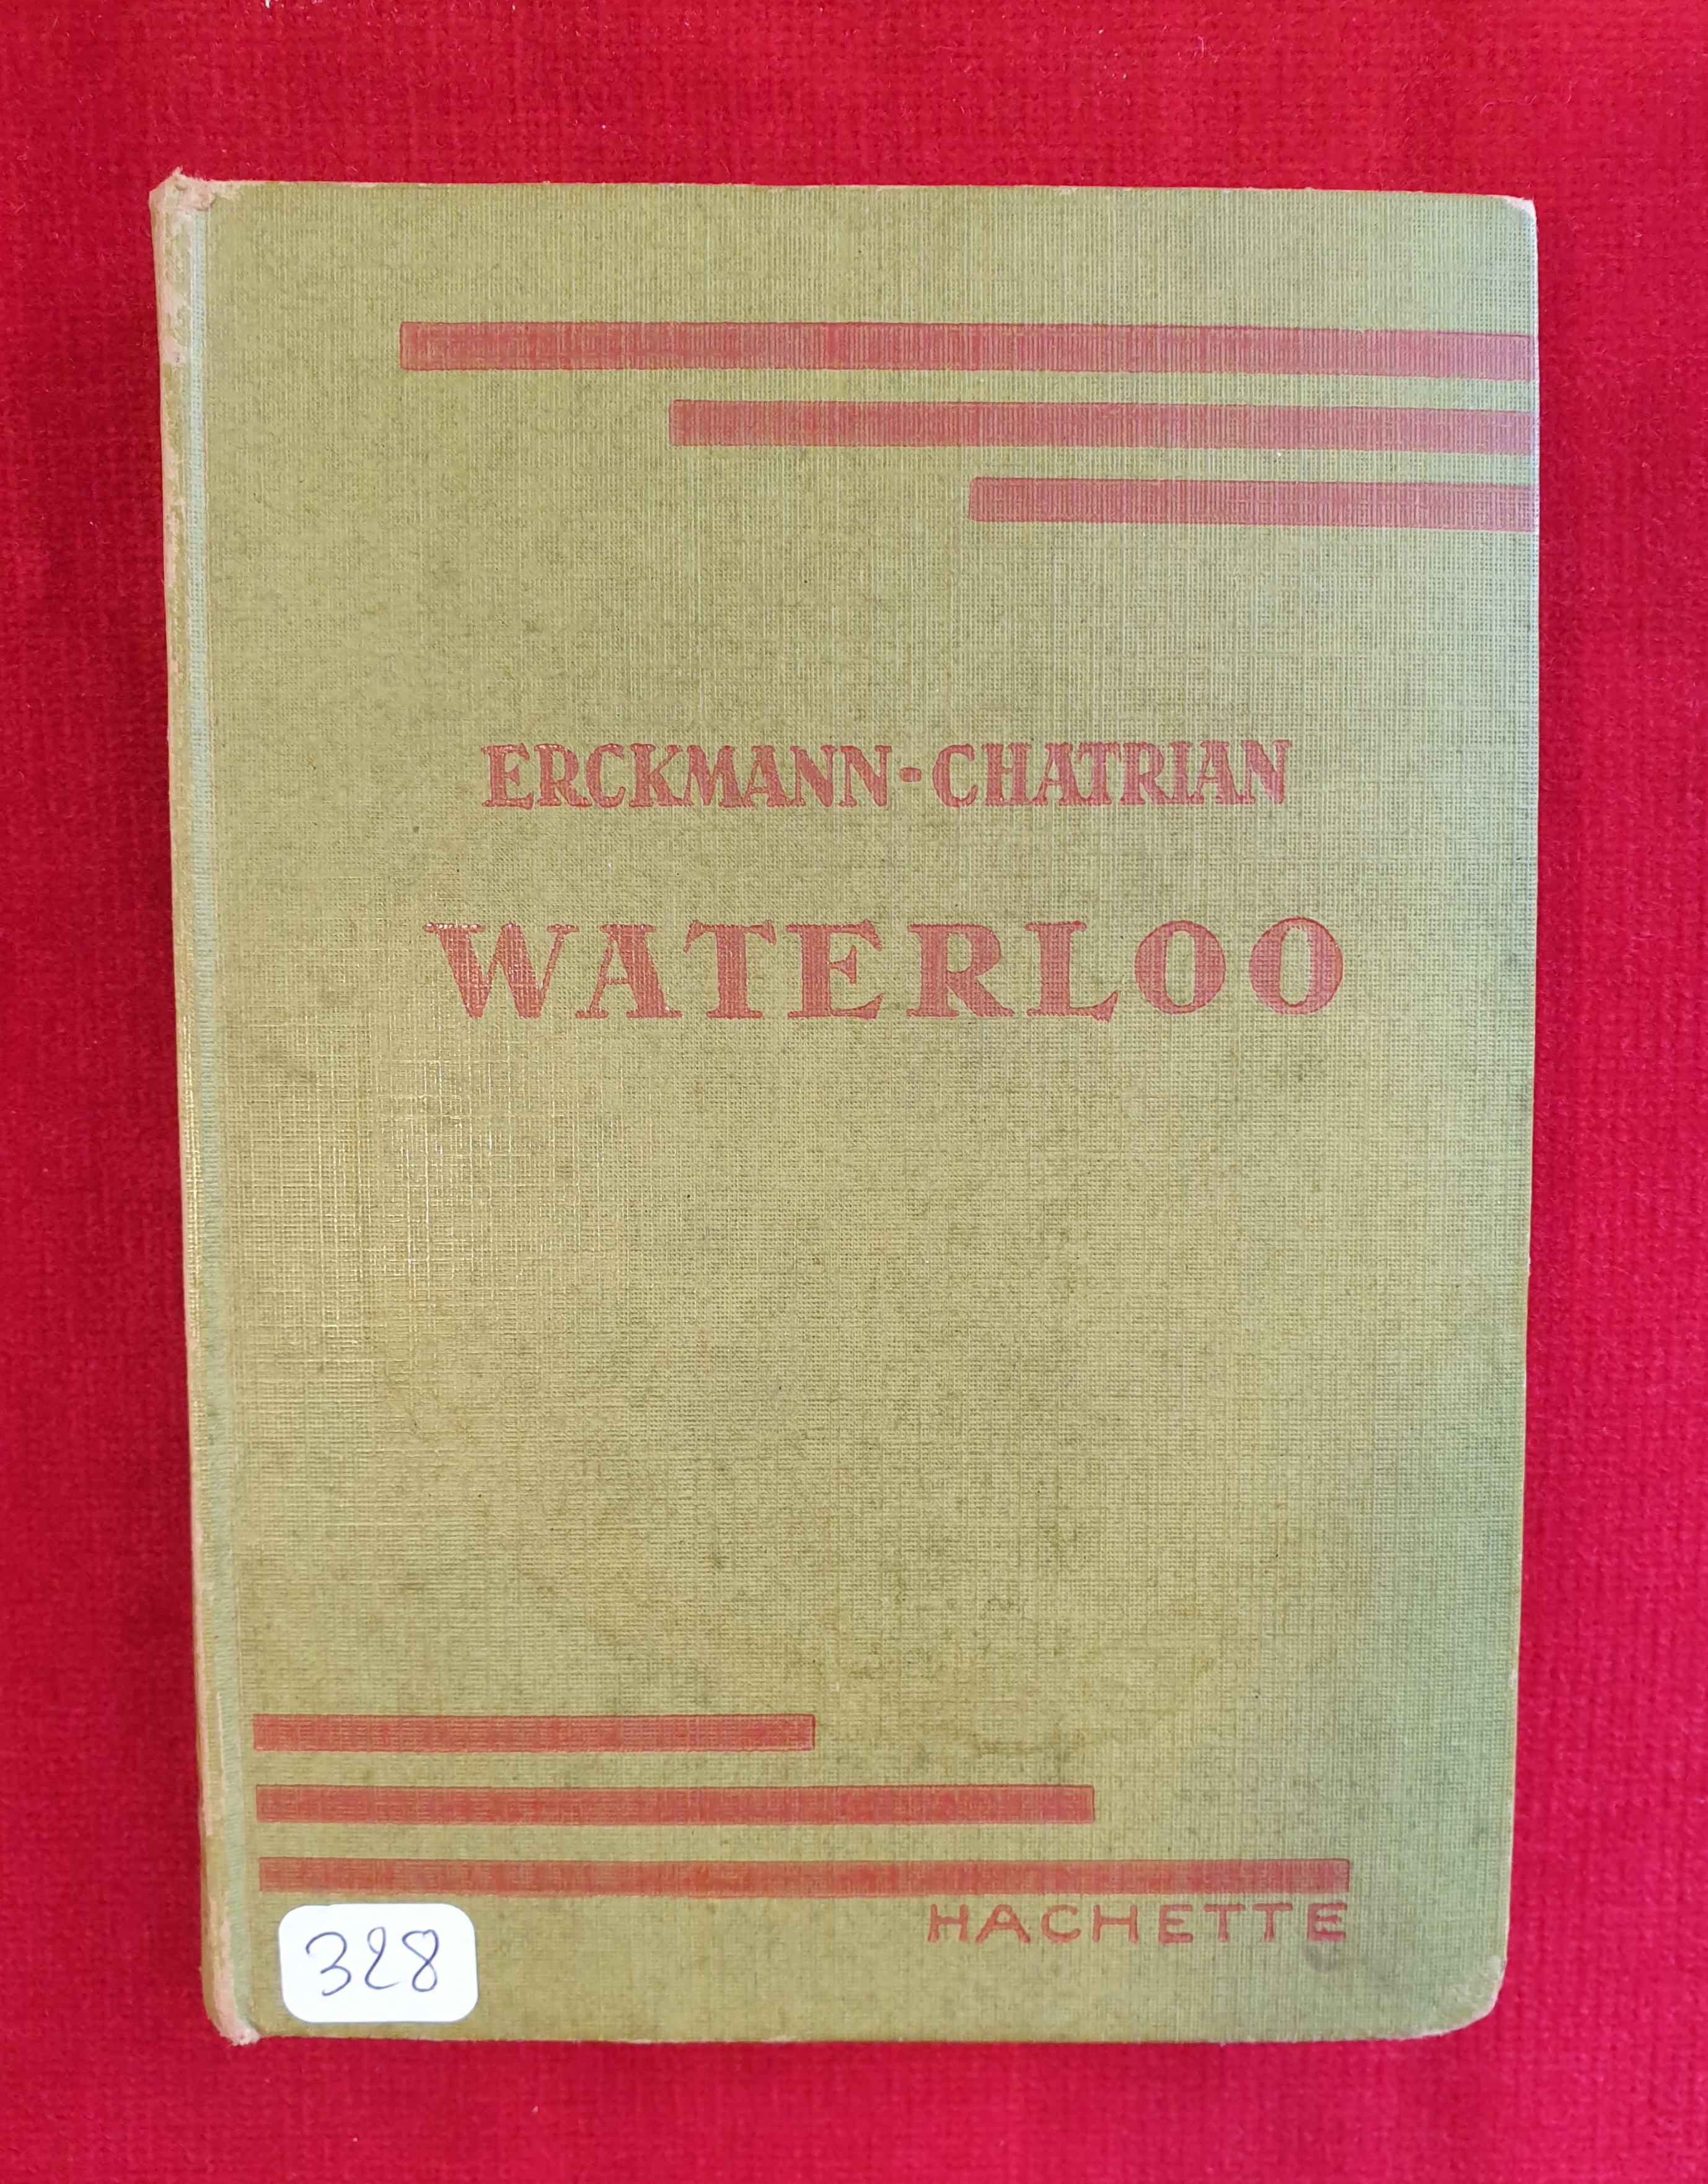 ERCKMANN-CHATRIAN
WATERLOO
HACHETTE
328